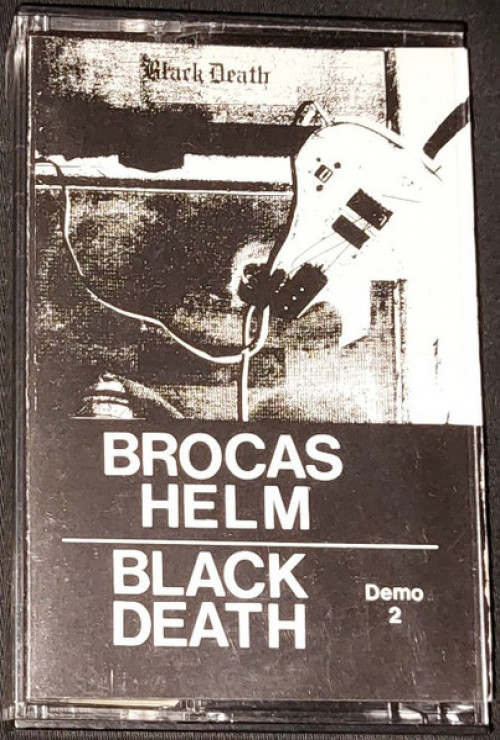 Black Death
BROCAS
HELM
BLACK
DEATH
Demo
2